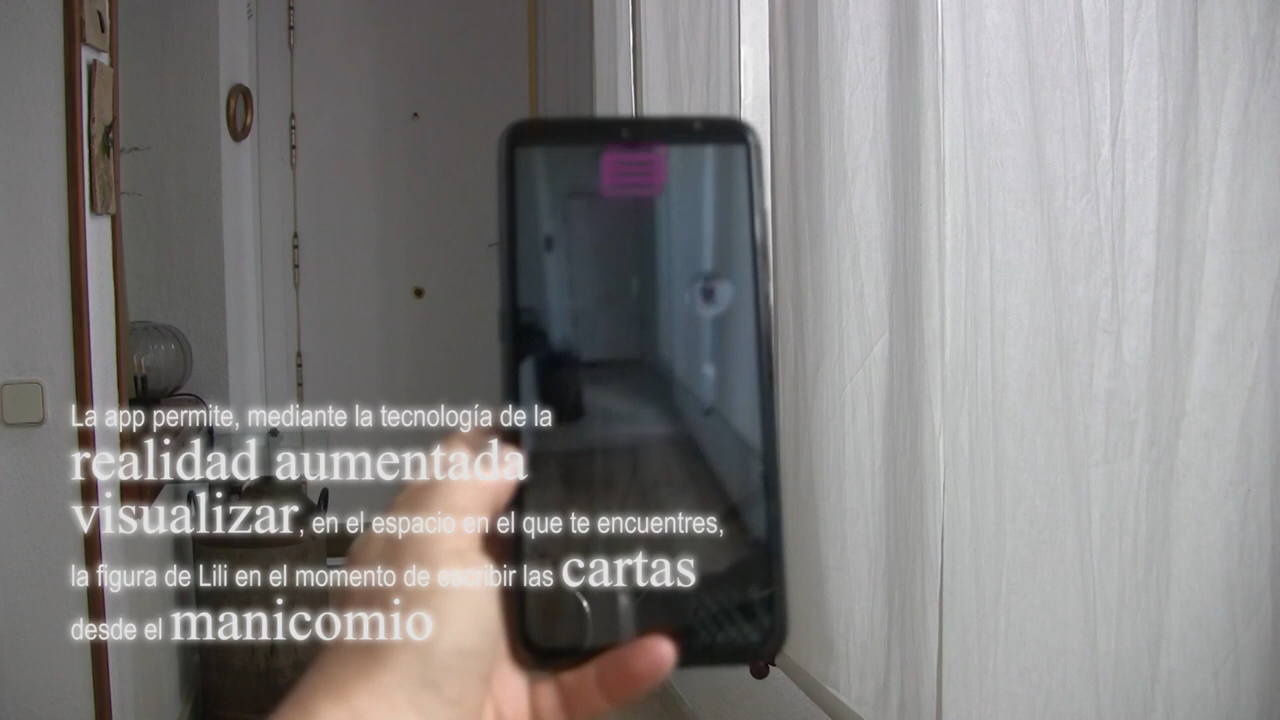 La app permite, mediante la tecnología de la
realidad aumentada
visualizar, en el espacio en el que te encuentres,
la figura de Lili en el momento de escribir las cartas
desde el manicomio